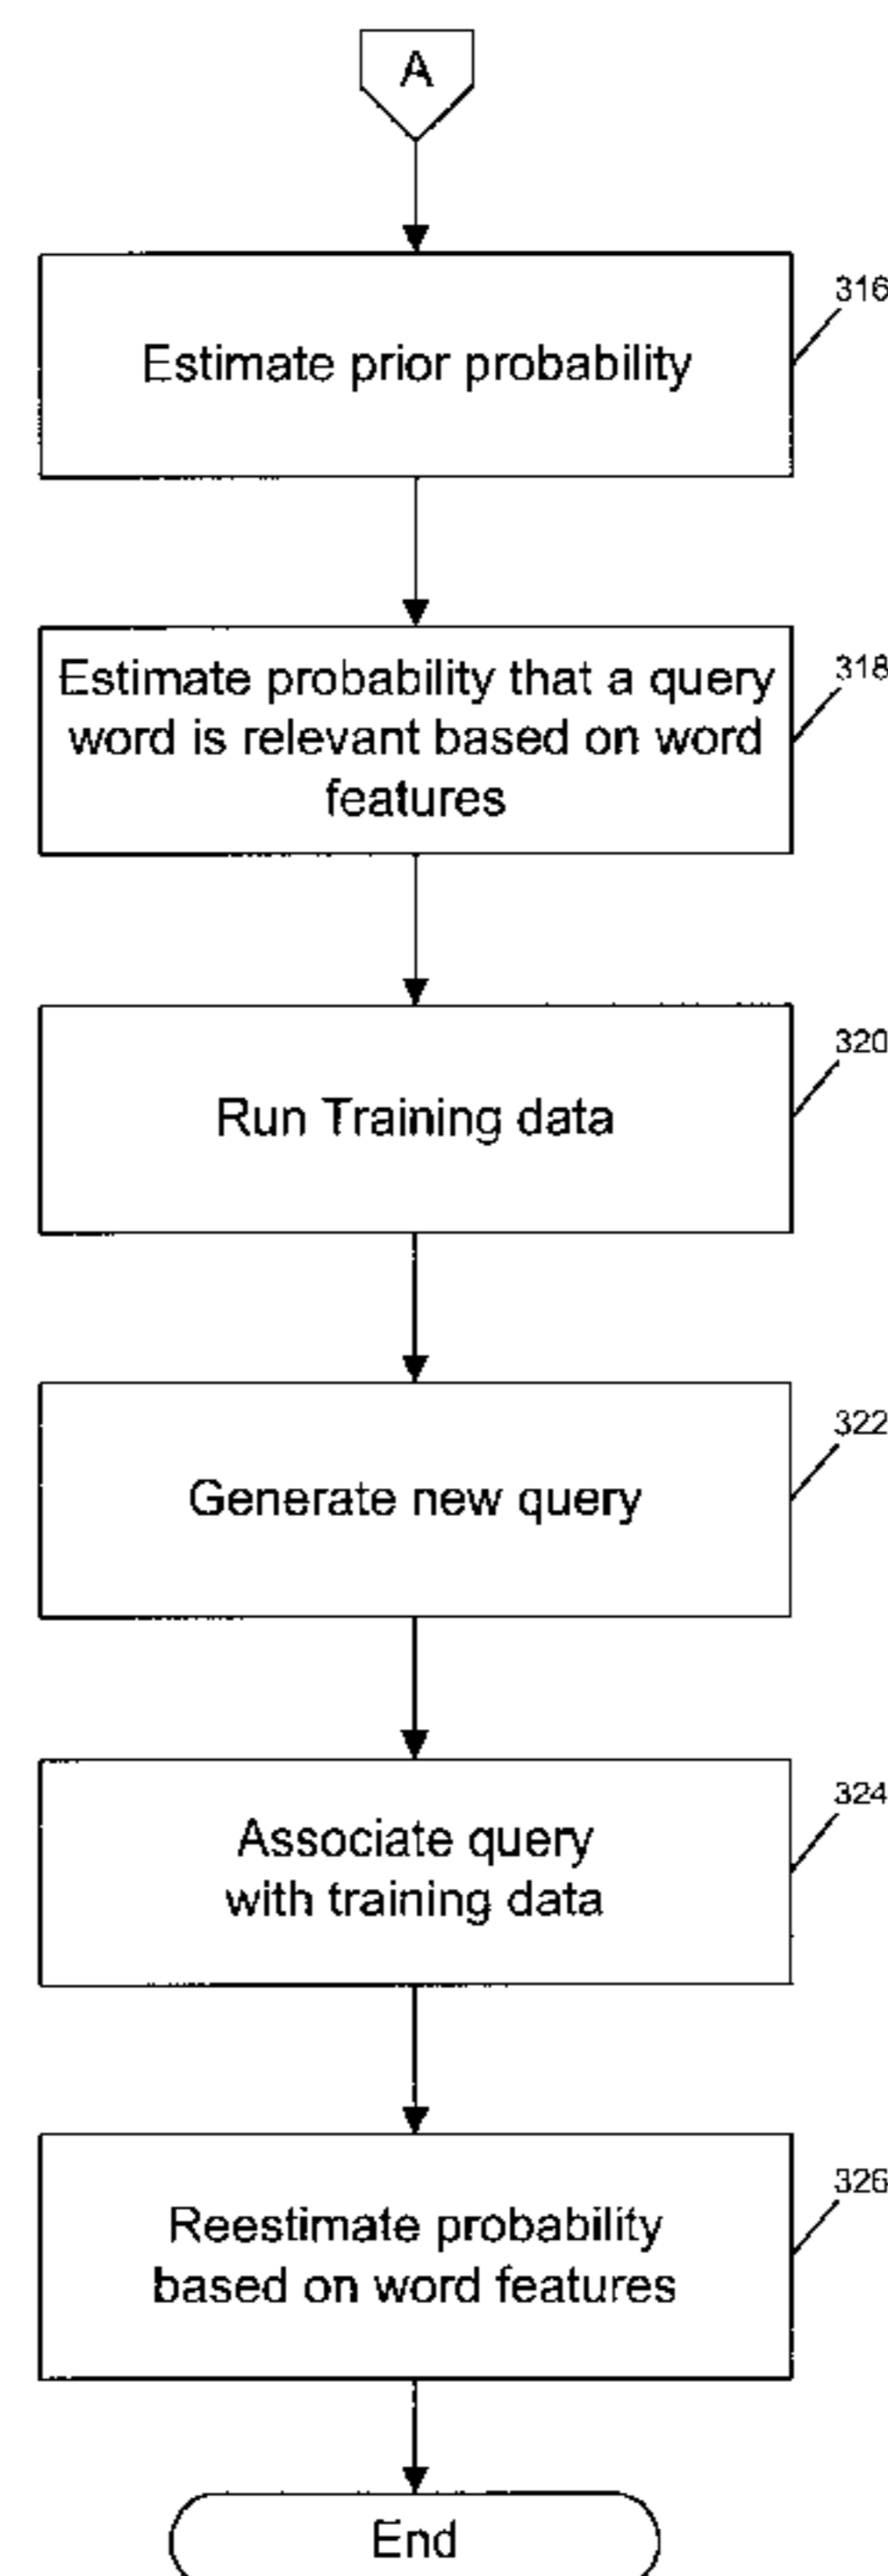 A
316
Estimate prior probability
318
Estimate probability that a query
word is relevant based on word
features
320
Run Training data
322
Generate new query
324
Associate query
with training data
326
Reestimate probability
based on word features
End